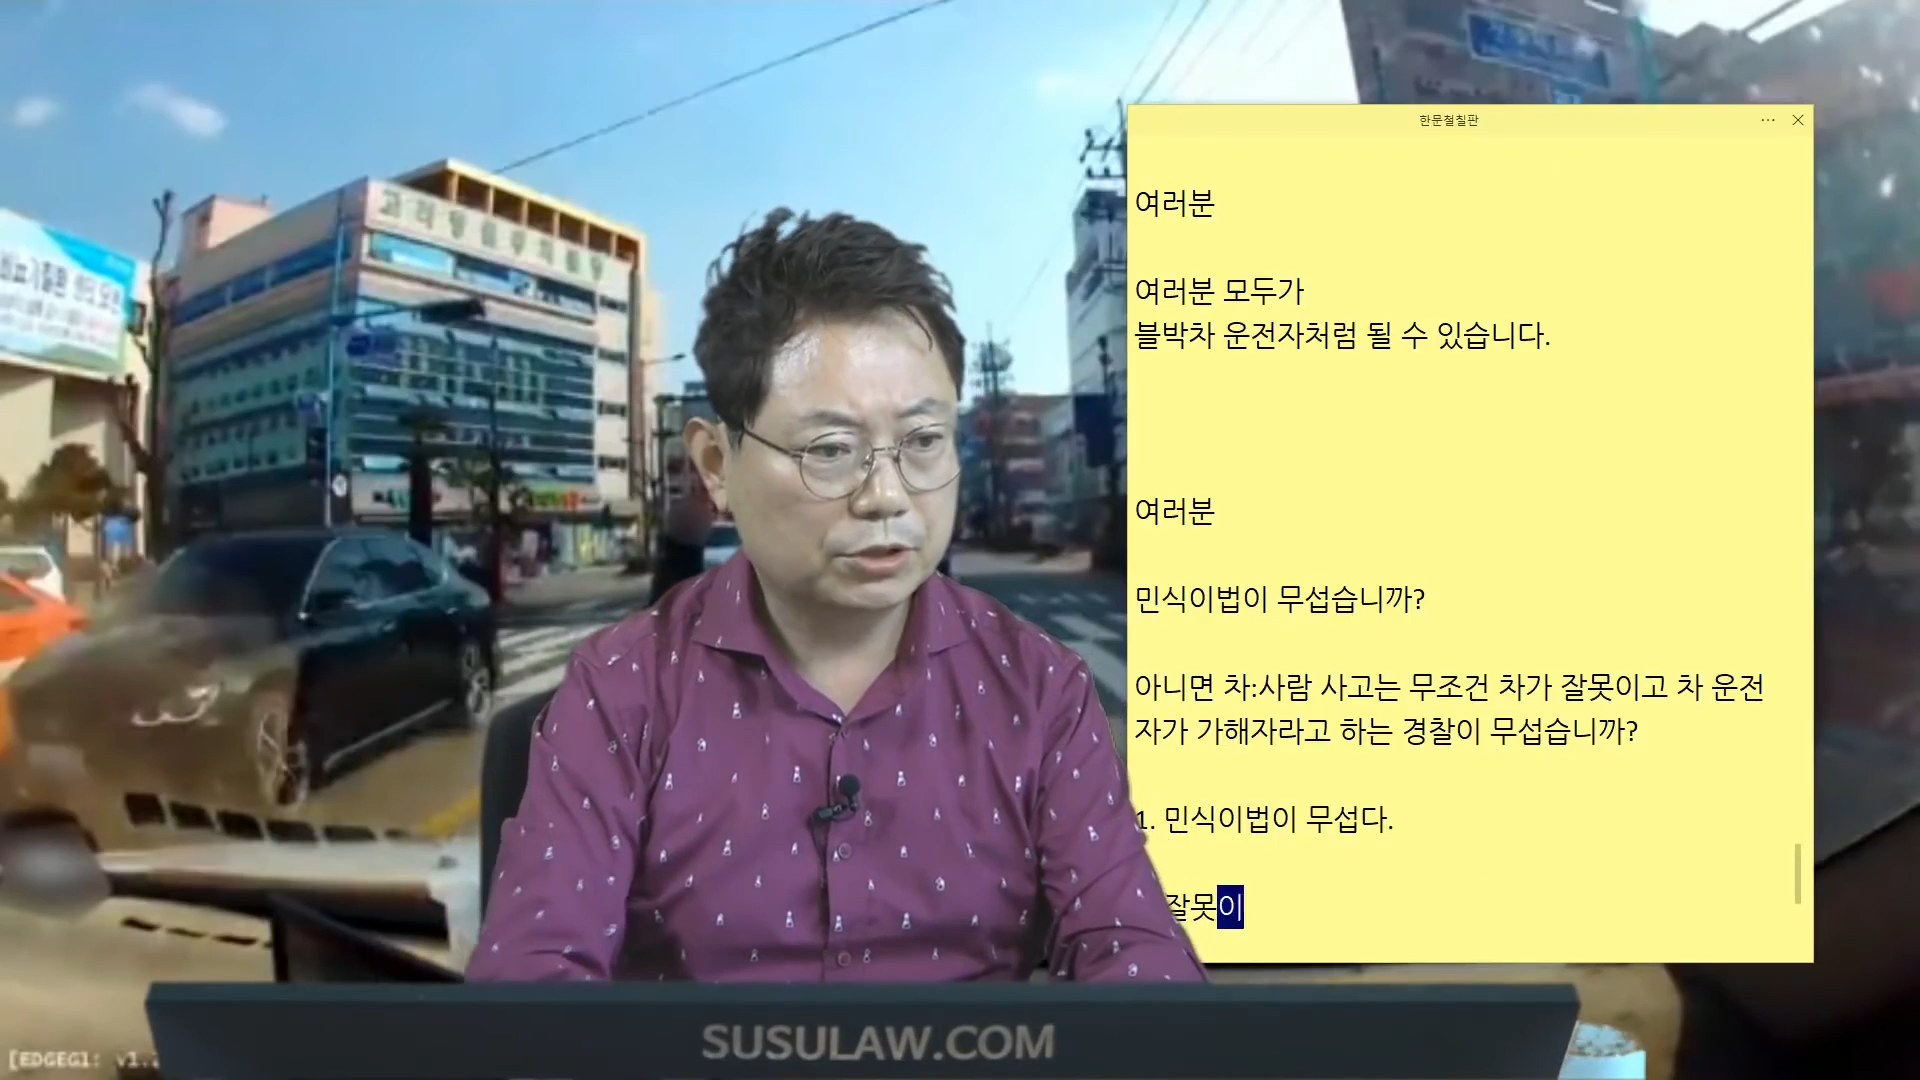 한문철칠판
여러분
여러분 모두가
블박차 운전자처럼 될 수 있습니다.
여러분
민식이법이 무섭습니까?
아니면 차:사람 사고는 무조건 차가 잘못이고 차 운전
자가 가해자라고 하는 경찰이 무섭습니까?
1. 민식이법이 무섭다.
잘못이
SUSULAW.COM
[EDGEG1: v1.2